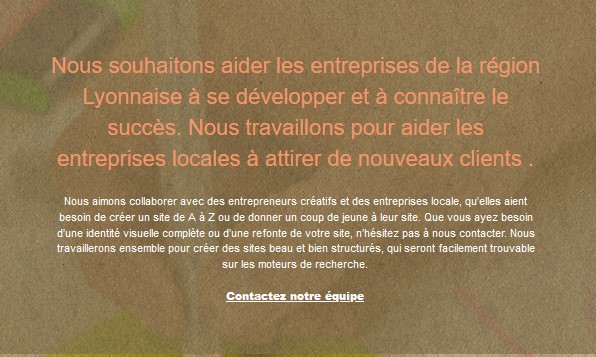 Nous souhaitons aider les entreprises de la région
Lyonnaise à se développer et à connaître le
succès. Nous travaillons pour aider les
entreprises locales à attirer de nouveaux clients .
Nous aimons collaborer avec des entrepreneurs créatifs et des entreprises locale, qu'elles aient
besoin de créer un site de A à Z ou de donner un coup de jeune à leur site. Que vous ayez besoin
d'une identité visuelle complète ou d'une refonte de votre site, n'hésitez pas à nous contacter. Nous
travaillerons ensemble pour créer des sites beau et bien structurés, qui seront facilement trouvable
sur les moteurs de recherche.
Contactez notre équipe